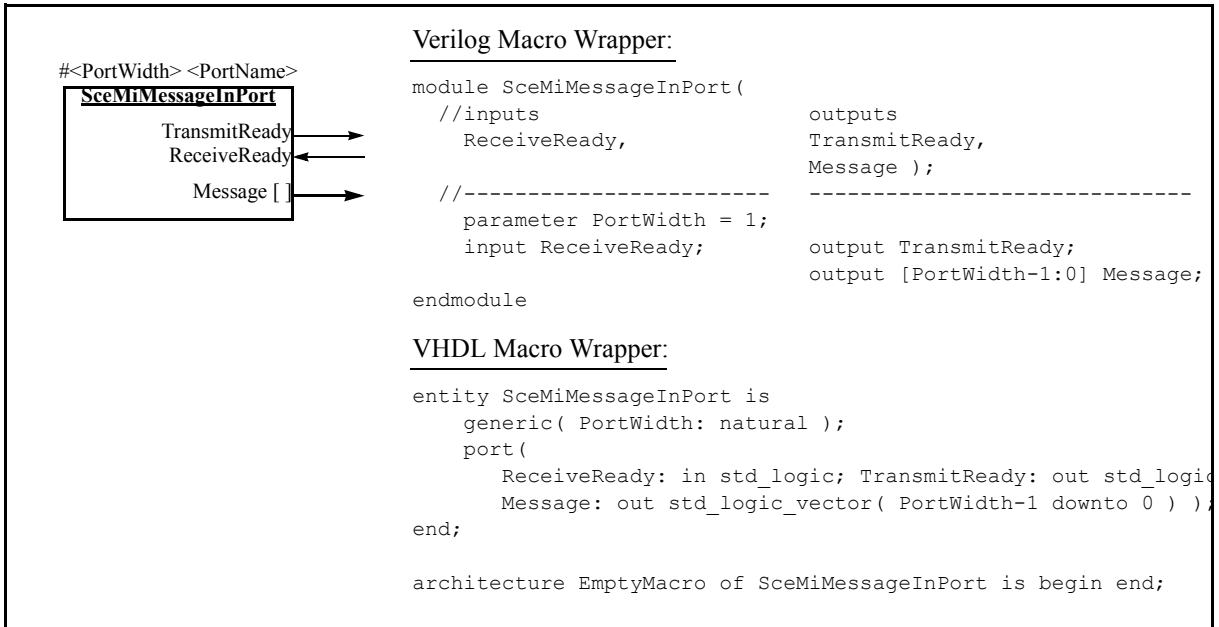 #<PortWidth> <PortName>
SceMiMessageInPort
TransmitReady
ReceiveReady
Message [ ]
Verilog Macro Wrapper:
module SceMiMessageInPort(
//inputs outputs
ReceiveReady, TransmitReady,
Message );
//------------------------ ------------------------------
parameter PortWidth = 1;
input ReceiveReady; output TransmitReady;
output [PortWidth-1:0] Message;
endmodule
VHDL Macro Wrapper:
entity SceMiMessageInPort is
generic( PortWidth: natural );
port(
ReceiveReady: in std_logic; TransmitReady: out std_logic
Message: out std_logic_vector( PortWidth-1 downto 0 ) );
end;
architecture EmptyMacro of SceMiMessageInPort is begin end;